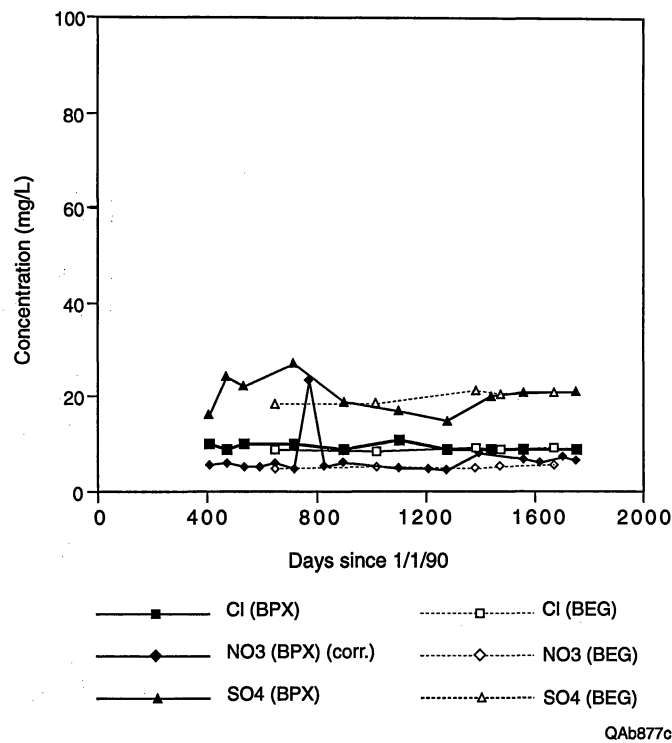 100
80
60
40
20
0
Concentration (mg/L)
0 400 800 1200 1600 2000
Days since 1/1/90
Cl (BPX)
Cl (BEG)
NO3 (BPX) (corr.)
NO3 (BEG)
SO4 (BPX)
SO4 (BEG)
QAb877c